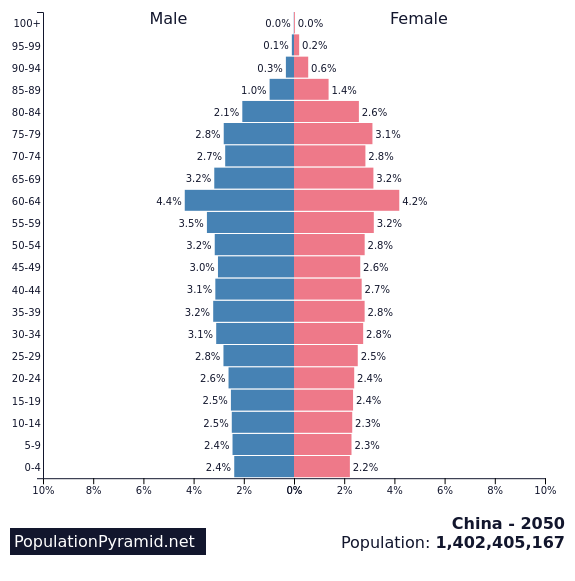 Male Female
100+ 0.0% 0.0%
95-99 0.1% 0.2%
90-94 0.3% 0.6%
85-89 1.0% 1.4%
80-84 2.1% 2.6%
75-79 2.8% 3.1%
70-74 2.7% 2.8%
65-69 3.2% 3.2%
60-64 4.4% 4.2%
55-59 3.5% 3.2%
50-54 3.2% 2.8%
45-49 3.0% 2.6%
40-44 3.1% 2.7%
35-39 3.2% 2.8%
30-34 3.1% 2.8%
25-29 2.8% 2.5%
20-24 2.6% 2.4%
15-19 2.5% 2.4%
10-14 2.5% 2.3%
5-9 2.4% 2.3%
0-4 2.4% 2.2%
10% 8% 6% 4% 2% 0% 2% 4% 6% 8% 10%
China - 2050
PopulationPyramid.net Population: 1,402,405,167